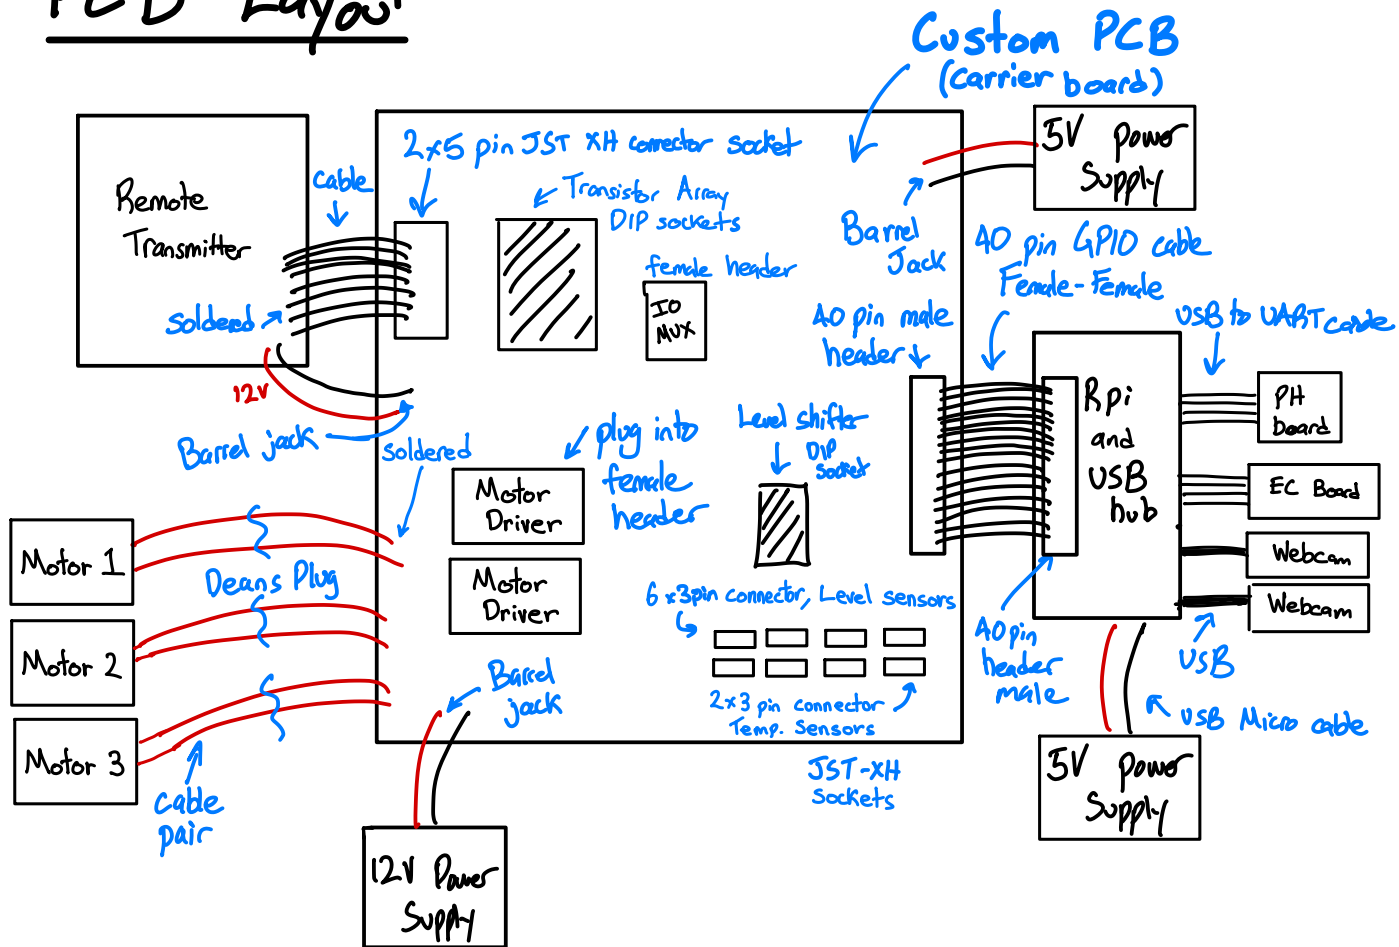 PCB Layout
Custom PCB
(carrier board)
2x5 pin JST XH connector socket
5V Power
Supply
Remote
Transmitter
cable
Transistor Array
DIP sockets
Barrel
Jack
40 pin GPIO cable
Female-Female
female header
IO
MUX
soldered
12V
40 pin male
header
USB to UART cable
Rpi
and
USB
hub
PH
board
EC Board
Webcam
Webcam
USB
Barrel jack
soldered
plug into
female
header
Level shifter
DIP
socket
Motor
Driver
Motor
Driver
Motor 1
Deans Plug
Motor 2
Motor 3
cable
pair
6x3pin connector, Level sensors
2x3 pin connector
Temp. Sensors
JST-XH
sockets
40pin
header
male
Barrel
jack
USB Micro cable
5V Power
Supply
12V Power
Supply